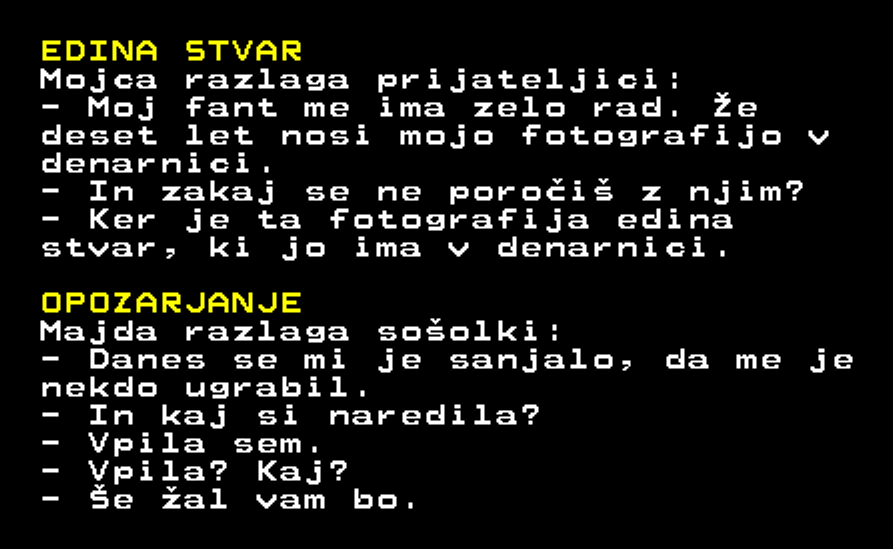 EDINA STVAR
Mojca razlaga prijateljici:
- Moj fant me ima zelo rad. Že
deset let nosi mojo fotografijo v
denarnici.
- In zakaj se ne poročiš z njim?
- Ker je ta fotografija edina
stvar, ki jo ima v denarnici.
OPOZARJANJE
Majda razlaga sošolki:
- Danes se mi je sanjalo, da me je
nekdo ugrabil.
- In kaj si naredila?
- Vpila sem.
- Vpila? Kaj?
- Še žal vam bo.